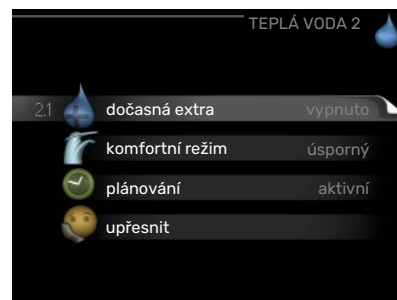 TEPLÁ VODA 2
2.1 dočasná extra vypnuto
komfortní režim úsporný
plánování aktivní
upřesnit